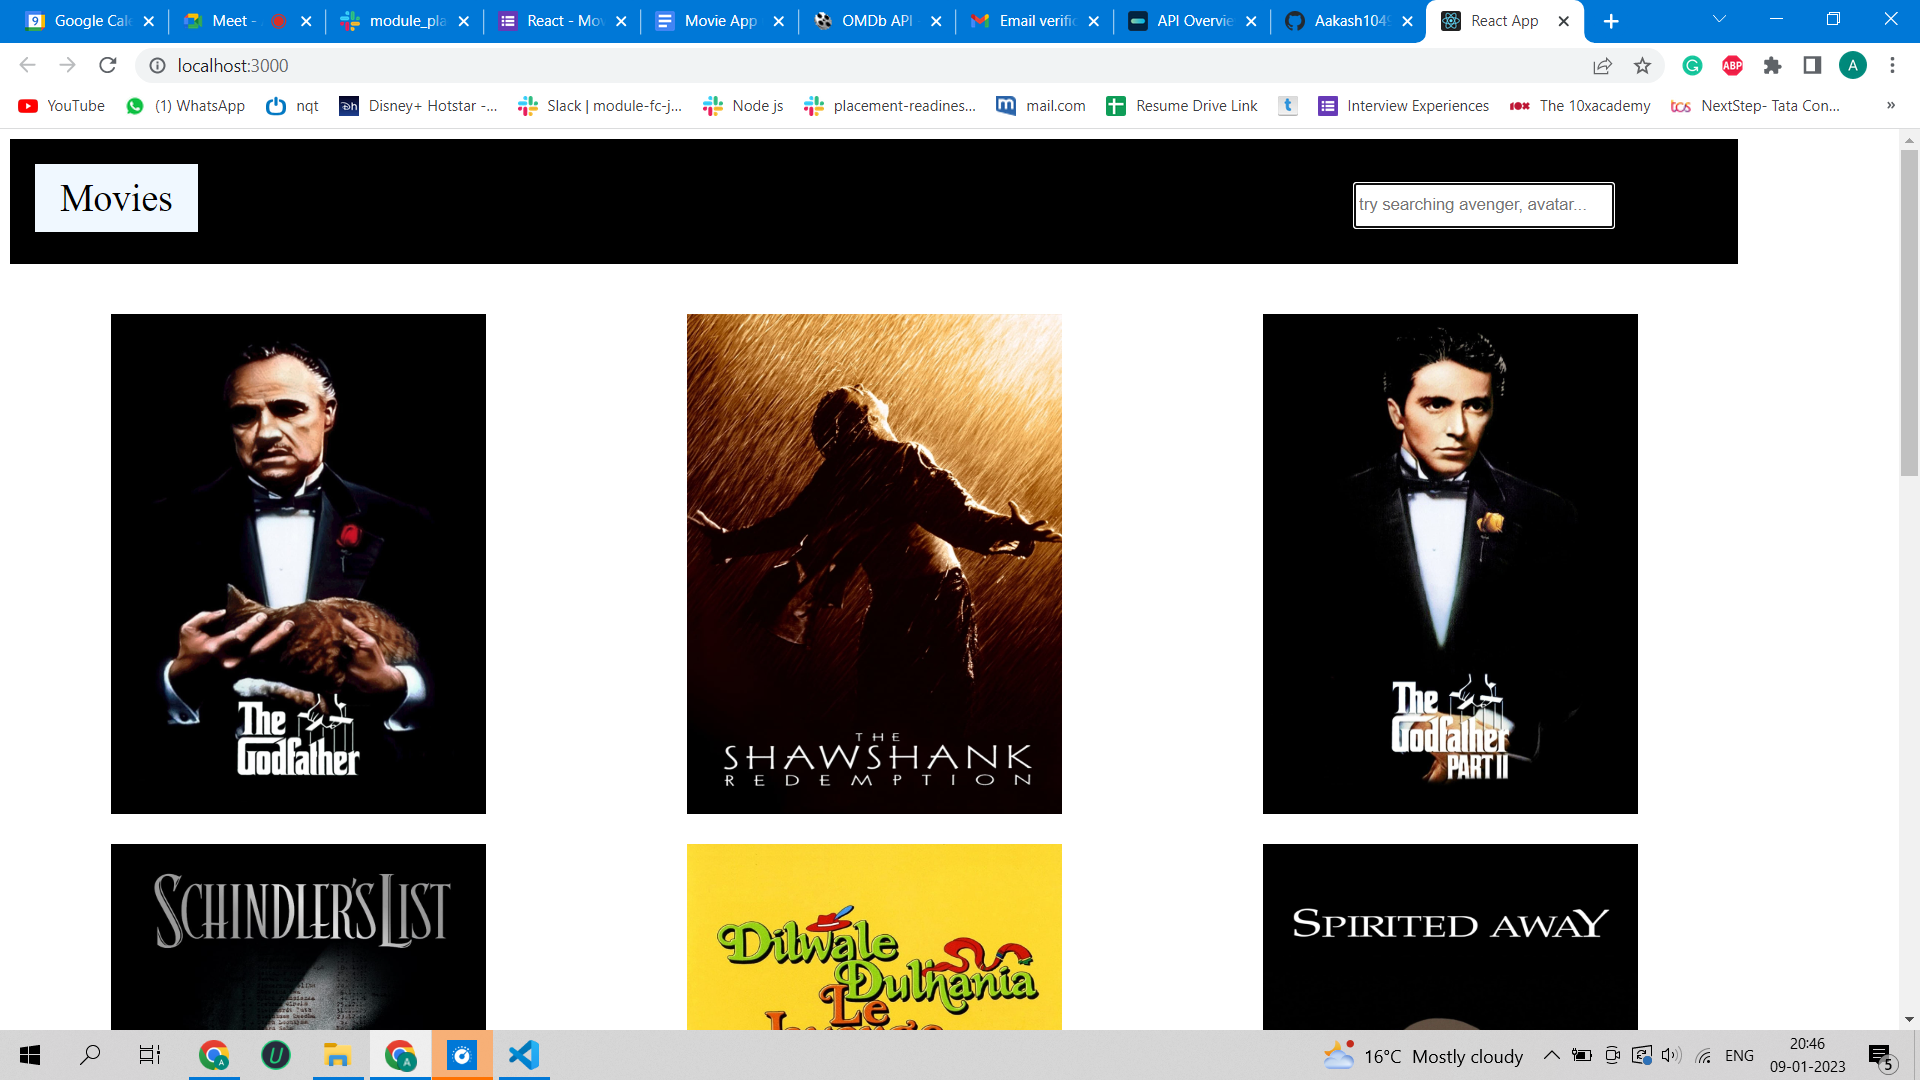 9 Google Cale
Meet -
module_pla
React - Mov
Movie App
OMDb API
Email verific
API Overvie
Aakash1049
React App
localhost:3000
ABP
A
YouTube
(1) WhatsApp
nqt
Disney+ Hotstar -...
Slack | module-fc-j...
Node js
placement-readines...
mail.com
Resume Drive Link
Interview Experiences
The 10xacademy
NextStep- Tata Con...
»
Movies
try searching avenger, avatar...
The
Godfather
THE
SHAWSHANK
REDEMPTION
The
Godfather
PART II
SCHINDLER'S LIST
Dilwale
Dulhania
Le
SPIRITED AWAY
16°C Mostly cloudy
ENG
20:46
09-01-2023
5